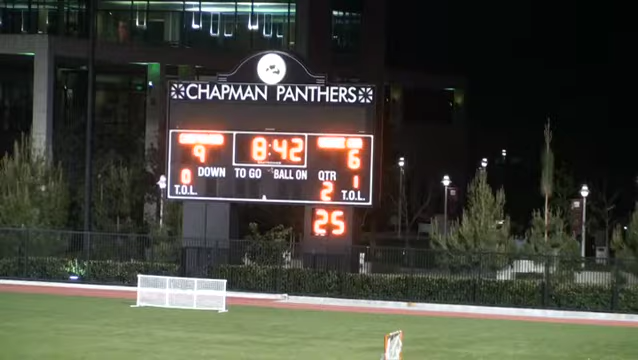 CHAPMAN PANTHERS
9 8:42 6
0 DOWN TO GO BALL ON QTR 1
T.O.L. 2 T.O.L.
25